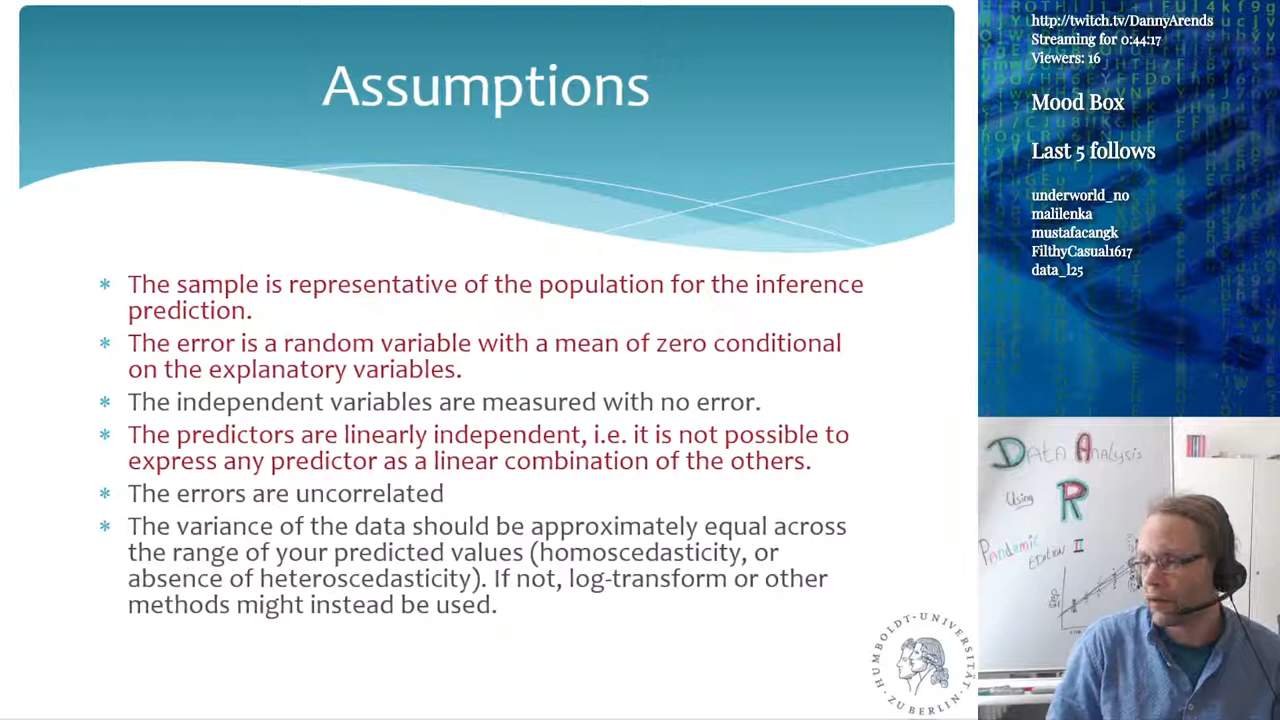 Assumptions
* The sample is representative of the population for the inference
prediction.
* The error is a random variable with a mean of zero conditional
on the explanatory variables.
* The independent variables are measured with no error.
* The predictors are linearly independent, i.e. it is not possible to
express any predictor as a linear combination of the others.
* The errors are uncorrelated
* The variance of the data should be approximately equal across
the range of your predicted values (homoscedasticity, or
absence of heteroscedasticity). If not, log-transform or other
methods might instead be used.
HUMBOLDT-UNIVERSITÄT
ZU BERLIN
http://twitch.tv/DannyArends
Streaming for 0:44:17
Viewers: 16
Mood Box
Last 5 follows
underworld_no
malilenka
mustafacangk
FilthyCasual1617
data_l25
Data Analysis
Using R
Pandemic
EDITION II